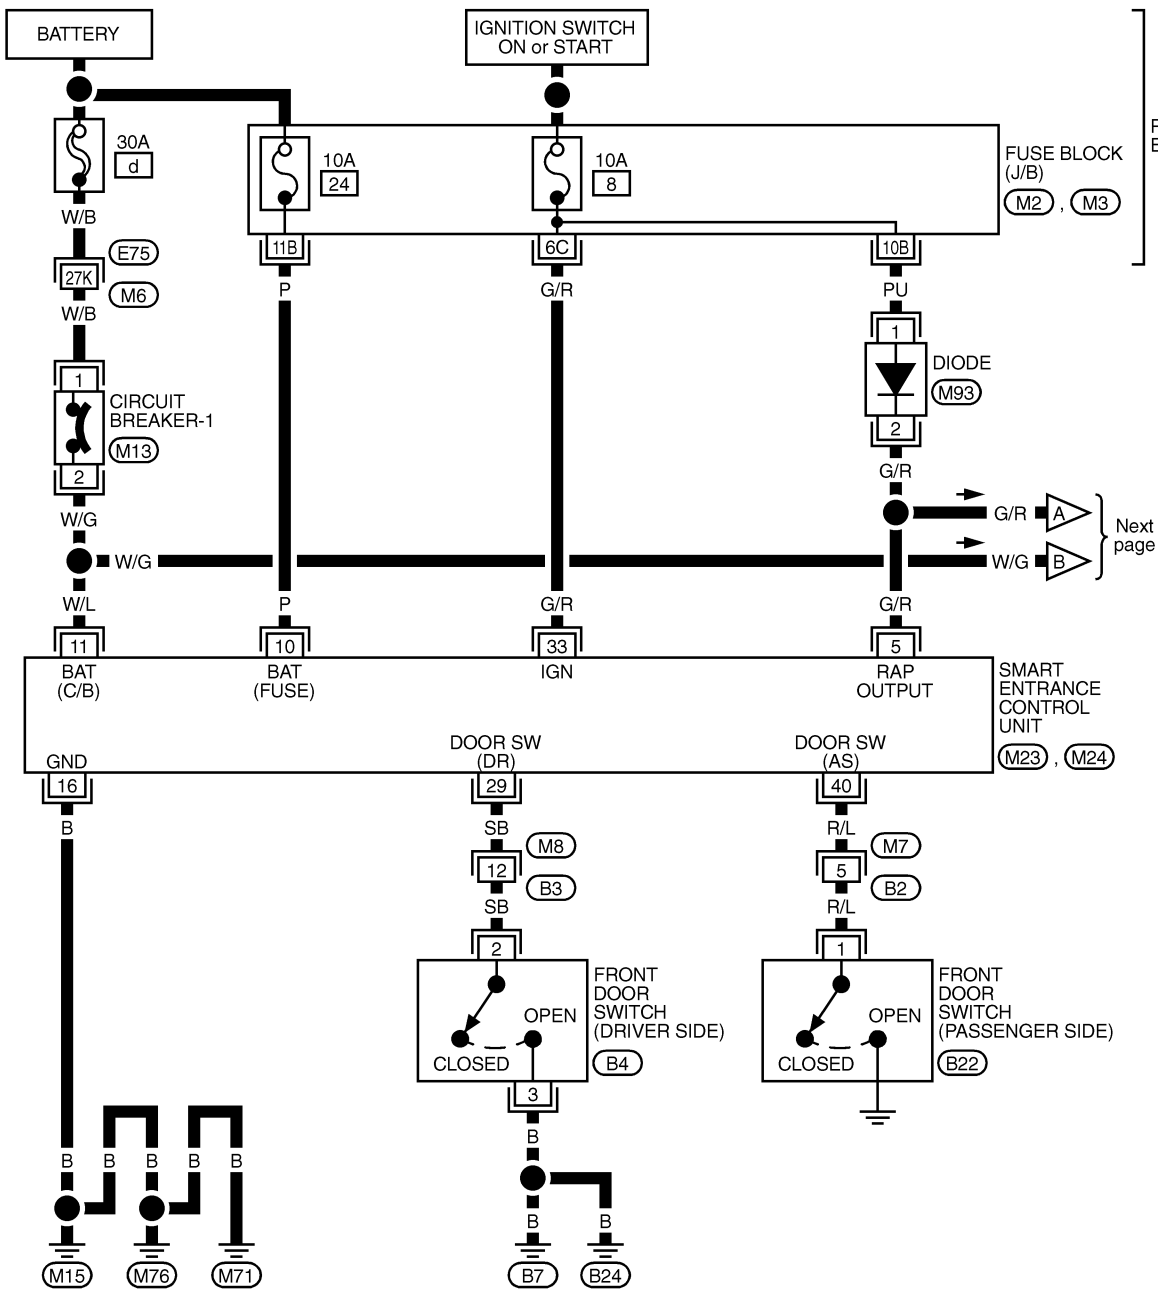 BATTERY
IGNITION SWITCH
ON or START
30A
d
10A
24
10A
8
FUSE BLOCK
(J/B)
M2 , M3
W/B
E75
27K
M6
W/B
11B
6C
10B
P
G/R
PU
1
DIODE
M93
2
G/R
1
CIRCUIT
BREAKER-1
M13
2
W/G
G/R
A
Next
page
W/G
W/G
B
W/L
P
G/R
G/R
11
10
33
5
BAT
(C/B)
BAT
(FUSE)
IGN
RAP
OUTPUT
SMART
ENTRANCE
CONTROL
UNIT
M23 , M24
GND
DOOR SW
(DR)
DOOR SW
(AS)
16
29
40
B
SB
R/L
M8
M7
12
5
B3
B2
SB
R/L
2
1
FRONT
DOOR
SWITCH
(DRIVER SIDE)
B4
OPEN
CLOSED
FRONT
DOOR
SWITCH
(PASSENGER SIDE)
B22
OPEN
CLOSED
3
B
B B B B B
B B
M15 M76 M71
B7 B24